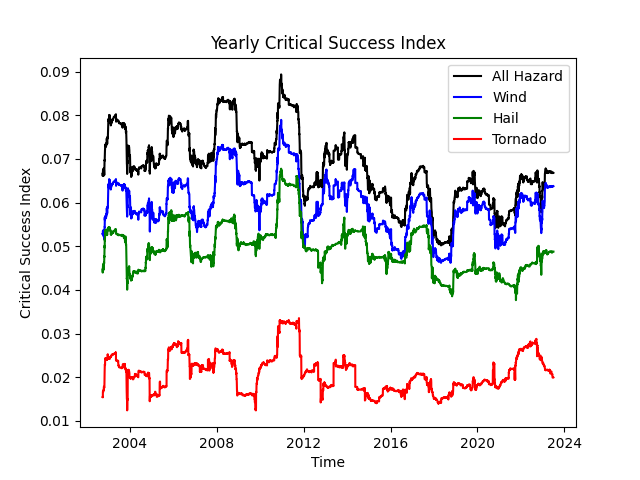 Yearly Critical Success Index
All Hazard
Wind
Hail
Tornado
Critical Success Index
0.09
0.08
0.07
0.06
0.05
0.04
0.03
0.02
0.01
2004 2008 2012 2016 2020 2024
Time